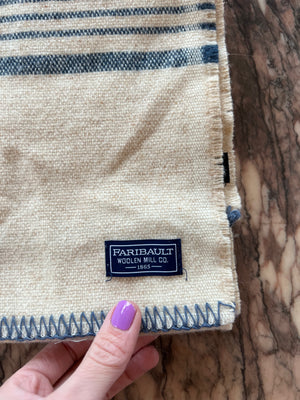 FARIBAULT
WOOLEN MILL CO.
— 1865 —